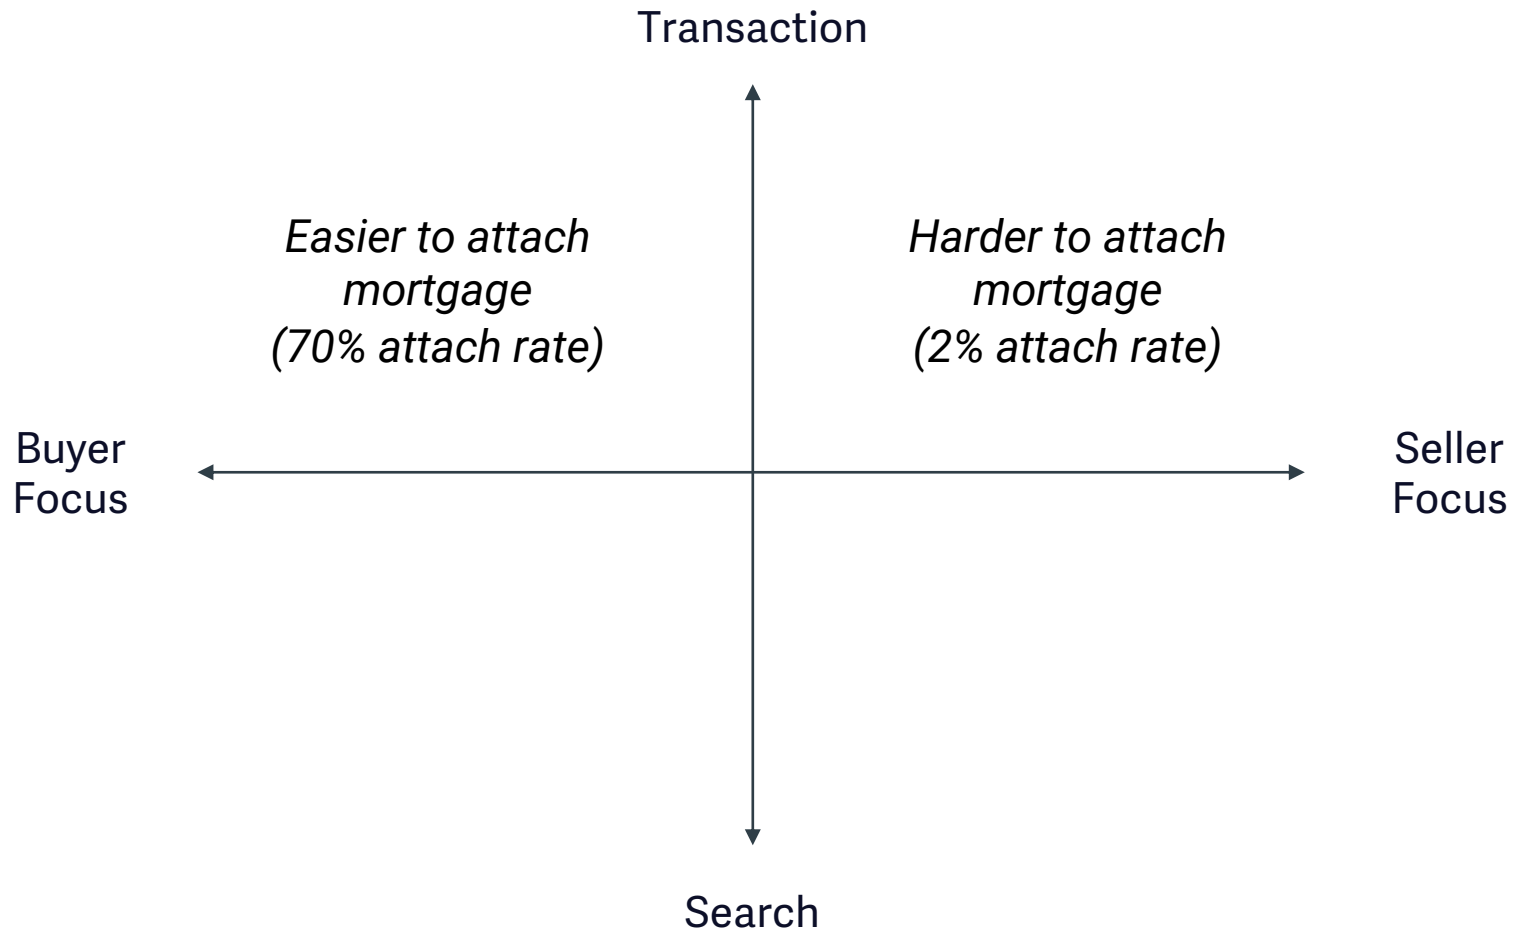 Transaction
Easier to attach
mortgage
(70% attach rate)
Harder to attach
mortgage
(2% attach rate)
Buyer
Focus
Seller
Focus
Search